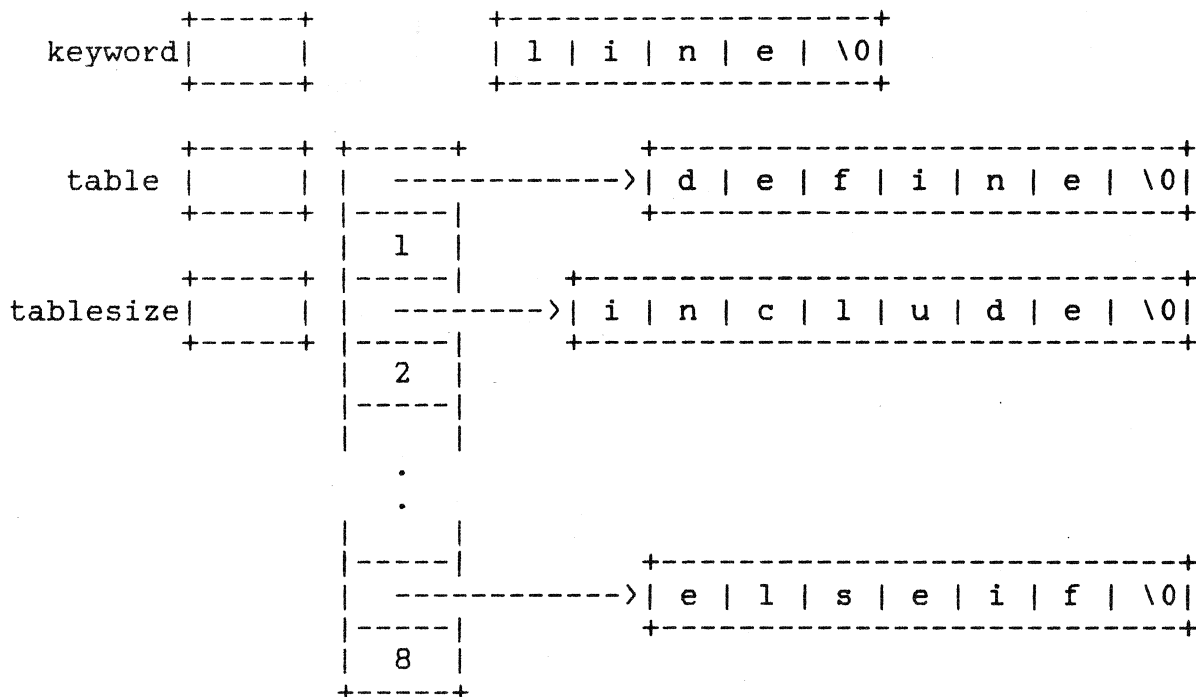 +-----+ +-------------------+
keyword| | | l | i | n | e | \0|
+-----+ +-------------------+
+-----+ +-----+ +---------------------------+
table | | | ------------>| d | e | f | i | n | e | \0|
+-----+ |-----| +---------------------------+
| 1 |
+-----+ |-----| +-------------------------------+
tablesize| | | -------->| i | n | c | l | u | d | e | \0|
+-----+ |-----| +-------------------------------+
| 2 |
|-----|
| |
.
.
| |
|-----| +---------------------------+
| ------------>| e | l | s | e | i | f | \0|
|-----| +---------------------------+
| 8 |
+-----+